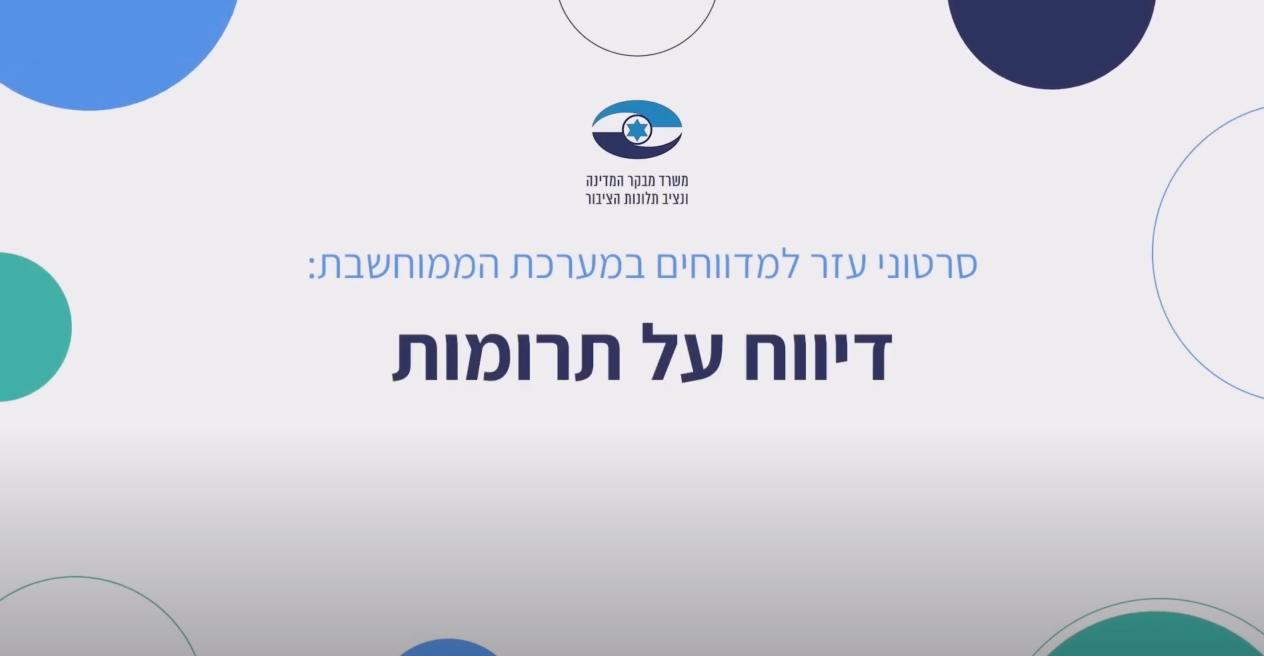 משרד מבקר המדינה
ונציב תלונות הציבור
סרטוני עזר למדווחים במערכת הממוחשבת:
דיווח על תרומות